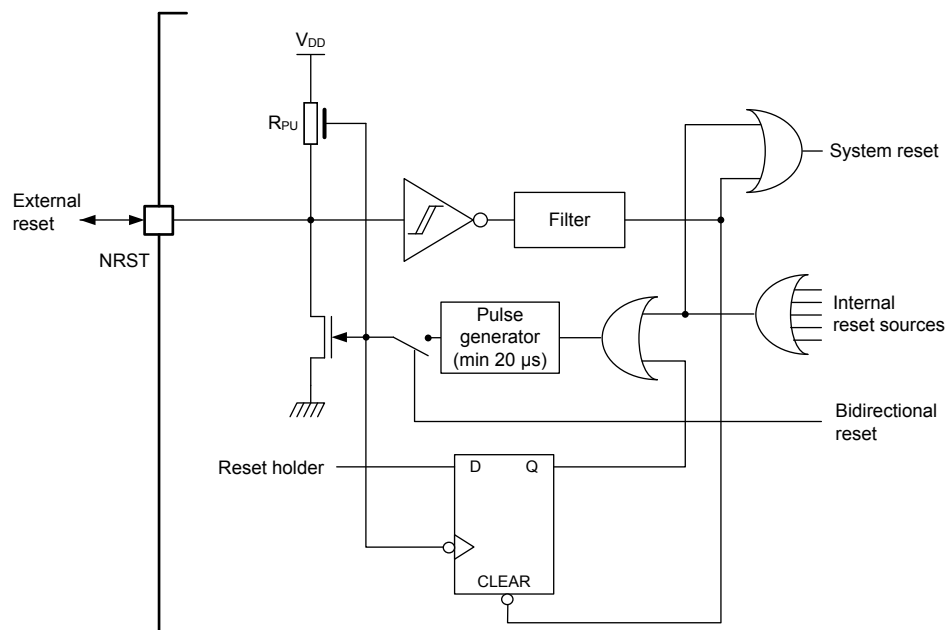 VDD
RPU
System reset
External
reset
Filter
NRST
Pulse
generator
(min 20 µs)
Internal
reset sources
Bidirectional
reset
Reset holder
D
Q
CLEAR